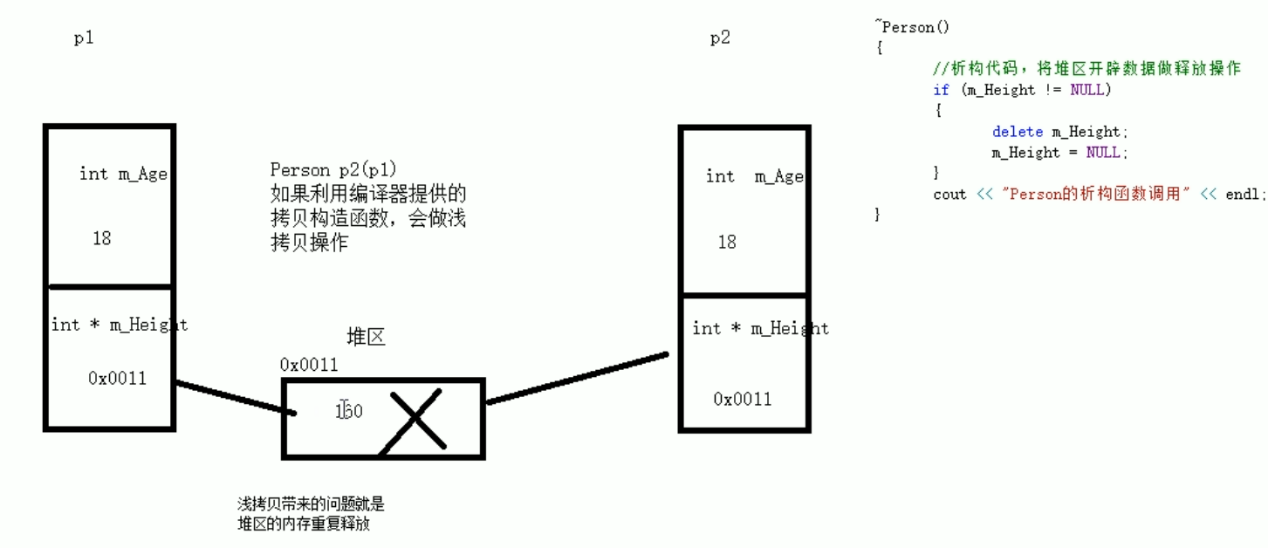 p1
int m_Age
18
int * m_Height
0x0011
Person p2(p1)
如果利用编译器提供的
拷贝构造函数，会做浅
拷贝操作
堆区
0x0011
160
浅拷贝带来的问题就是
堆区的内存重复释放
p2
int m_Age
18
int * m_Height
0x0011
~Person()
{
//析构代码，将堆区开辟数据做释放操作
if (m_Height != NULL)
{
delete m_Height;
m_Height = NULL;
}
cout << "Person的析构函数调用" << endl;
}